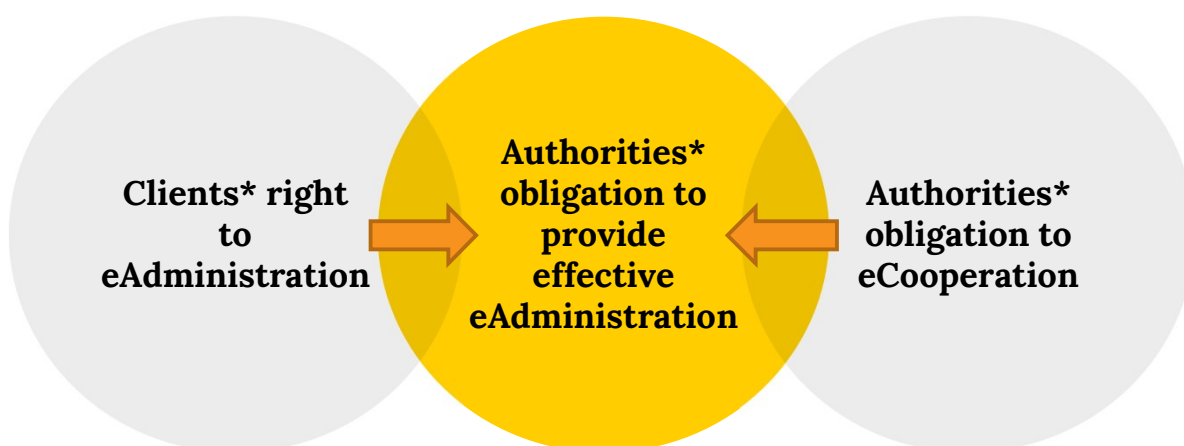 Clients* right
to
eAdministration
Authorities*
obligation to
provide
effective
eAdministration
Authorities*
obligation to
eCooperation